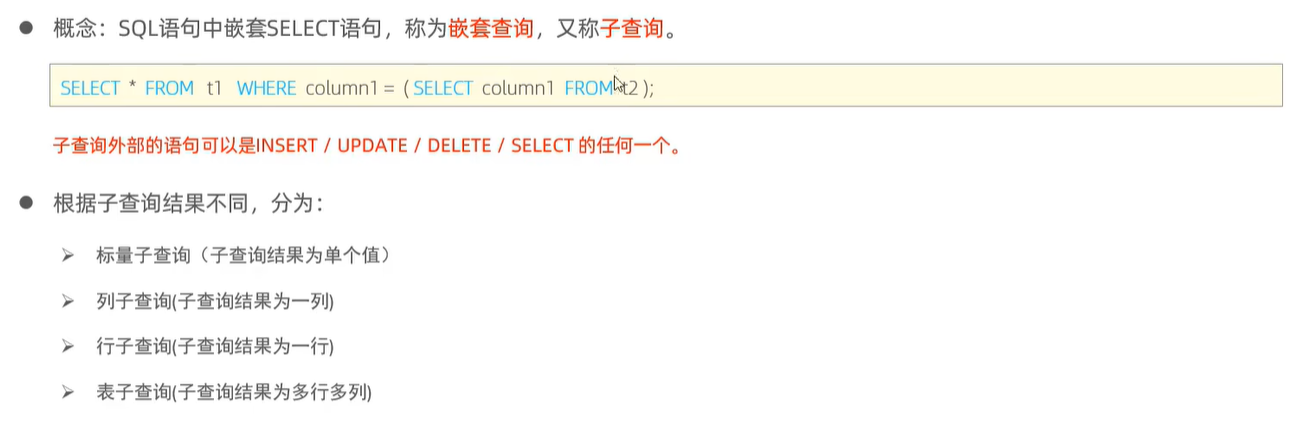 概念：SQL语句中嵌套SELECT语句，称为嵌套查询，又称子查询。
SELECT * FROM t1 WHERE column1 = ( SELECT column1 FROM t2 );
子查询外部的语句可以是INSERT / UPDATE / DELETE / SELECT 的任何一个。
根据子查询结果不同，分为：
标量子查询（子查询结果为单个值）
列子查询(子查询结果为一列)
行子查询(子查询结果为一行)
表子查询(子查询结果为多行多列)